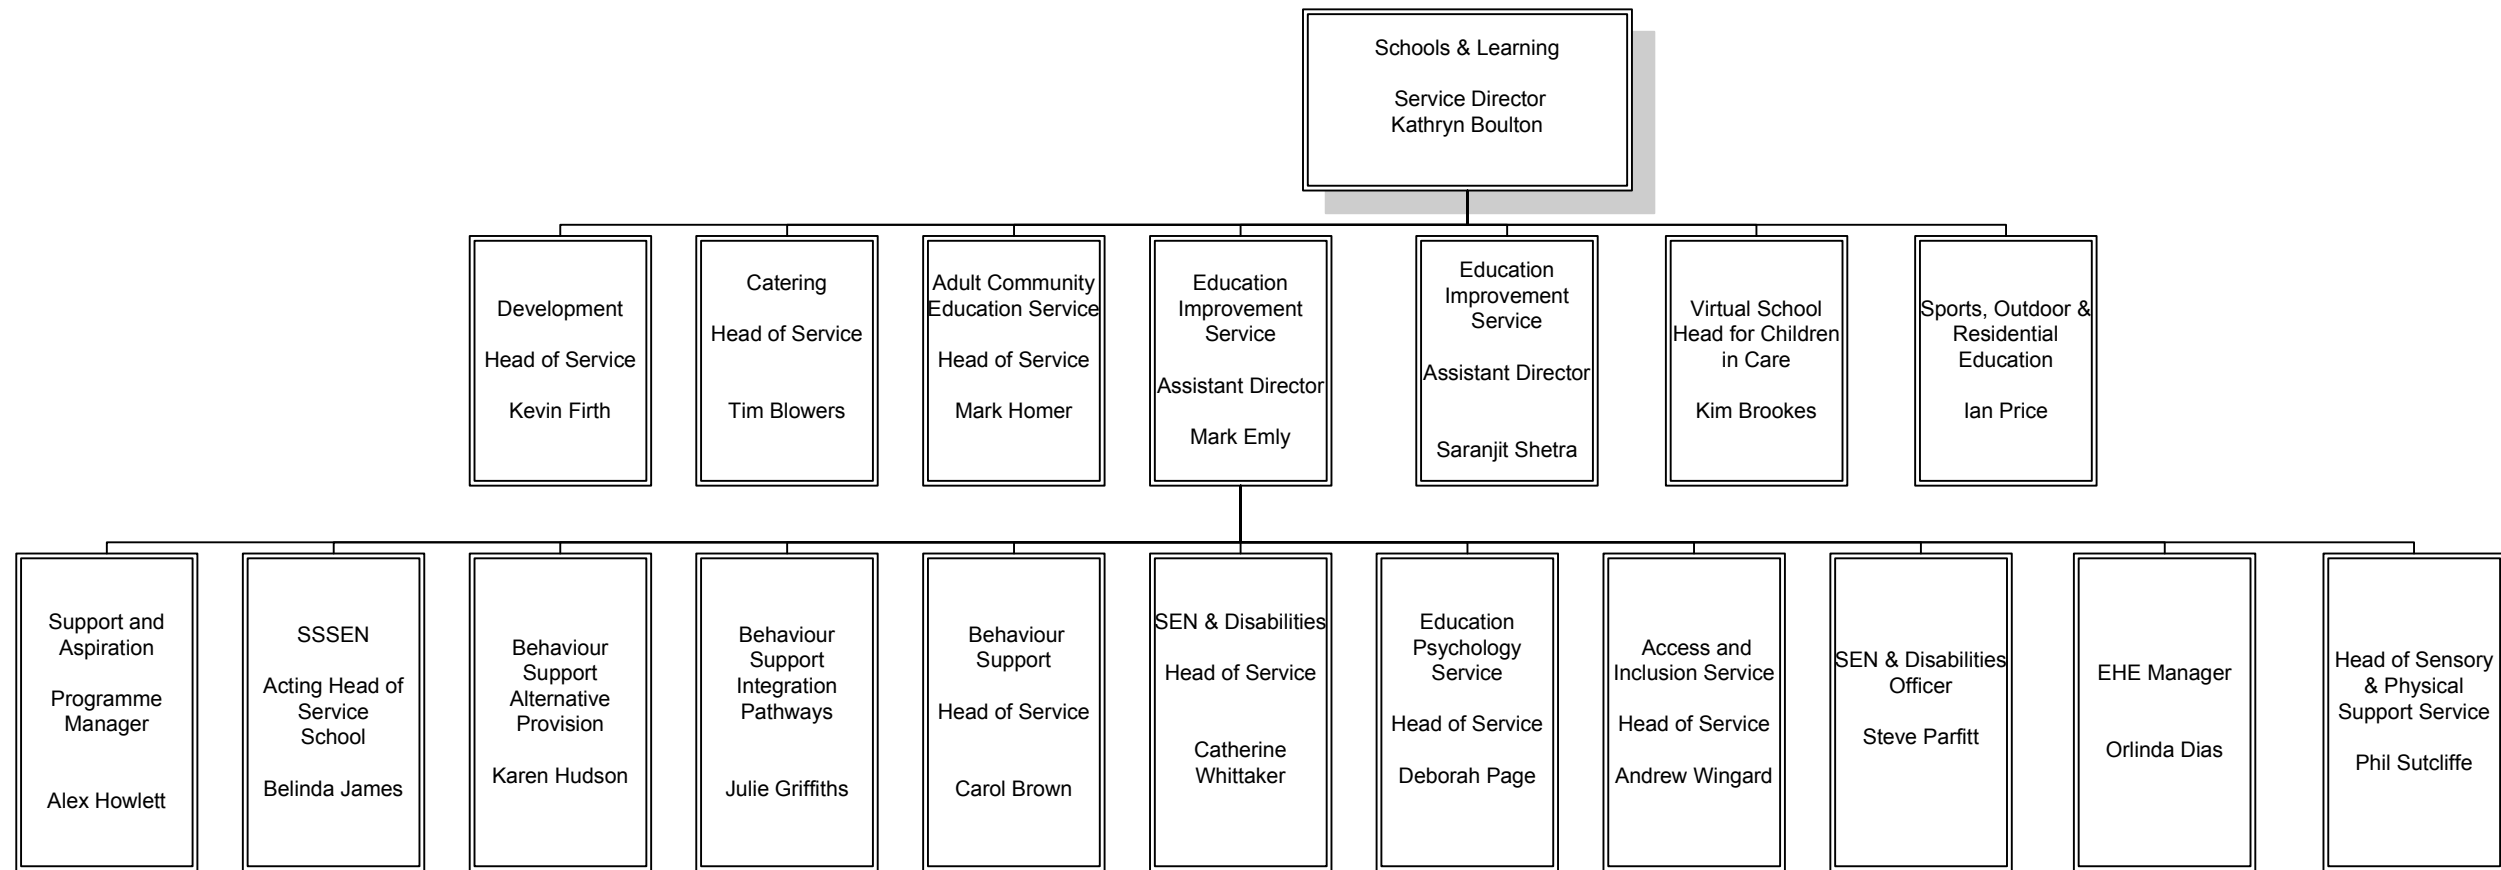 Schools & Learning
Service Director
Kathryn Boulton
Development
Head of Service
Kevin Firth
Catering
Head of Service
Tim Blowers
Adult Community
Education Service
Head of Service
Mark Homer
Education
Improvement
Service
Assistant Director
Mark Emly
Education
Improvement
Service
Assistant Director
Saranjit Shetra
Virtual School
Head for Children
in Care
Kim Brookes
Sports, Outdoor &
Residential
Education
Ian Price
Support and
Aspiration
Programme
Manager
Alex Howlett
SSSEN
Acting Head of
Service
School
Belinda James
Behaviour
Support
Alternative
Provision
Karen Hudson
Behaviour
Support
Integration
Pathways
Julie Griffiths
Behaviour
Support
Head of Service
Carol Brown
SEN & Disabilities
Head of Service
Catherine
Whittaker
Education
Psychology
Service
Head of Service
Deborah Page
Access and
Inclusion Service
Head of Service
Andrew Wingard
SEN & Disabilities
Officer
Steve Parfitt
EHE Manager
Orlinda Dias
Head of Sensory
& Physical
Support Service
Phil Sutcliffe